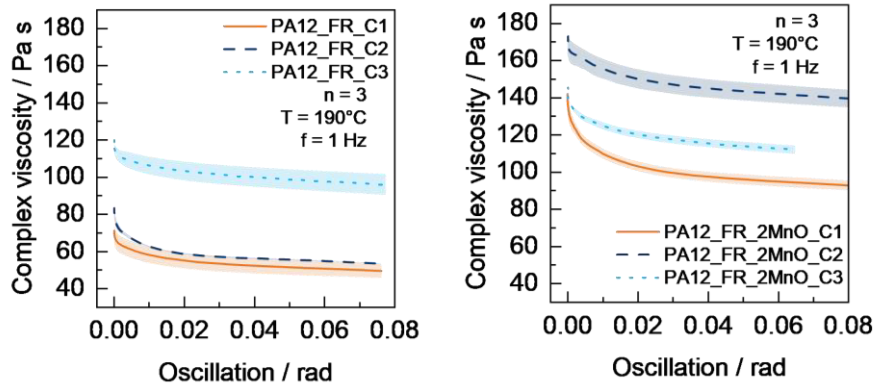 Complex viscosity / Pa s
180
160
140
120
100
80
60
40
PA12_FR_C1
PA12_FR_C2
PA12_FR_C3
n = 3
T = 190°C
f = 1 Hz
0.00
0.02
0.04
0.06
0.08
Oscillation / rad
Complex viscosity / Pa s
180
160
140
120
100
80
60
40
n = 3
T = 190°C
f = 1 Hz
PA12_FR_2MnO_C1
PA12_FR_2MnO_C2
PA12_FR_2MnO_C3
0.00
0.02
0.04
0.06
0.08
Oscillation / rad